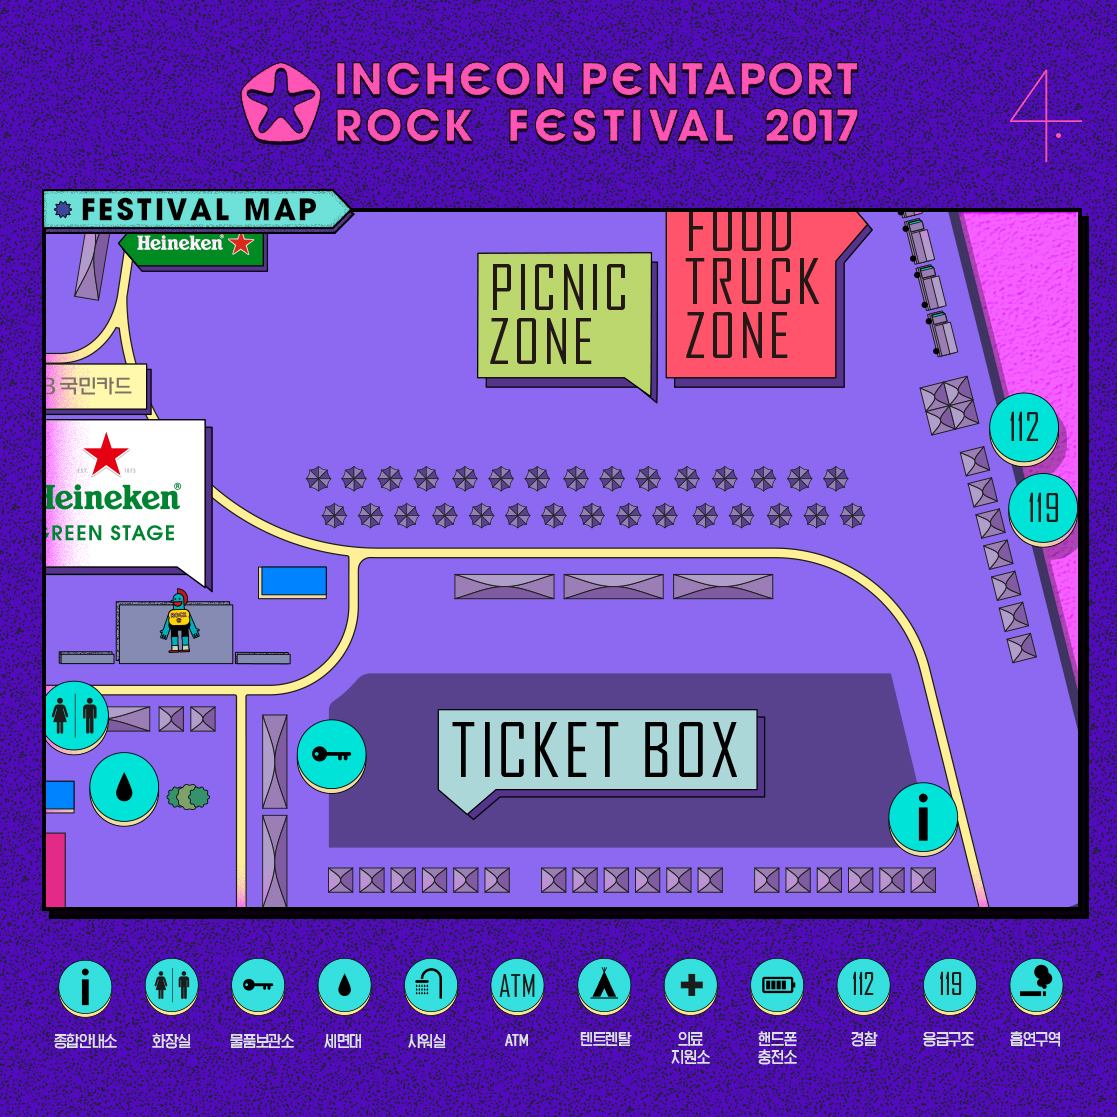 INCHEON PENTAPORT
ROCK FESTIVAL 2017
4.
FESTIVAL MAP
Heineken
FOOD
TRUCK
ZONE
PICNIC
ZONE
국민카드
112
EST. 1873
Heineken®
GREEN STAGE
119
TICKET BOX
i
i
ATM
112
119
종합안내소
화장실
물품보관소
세면대
샤워실
ATM
텐트렌탈
의료
지원소
핸드폰
충전소
경찰
응급구조
흡연구역